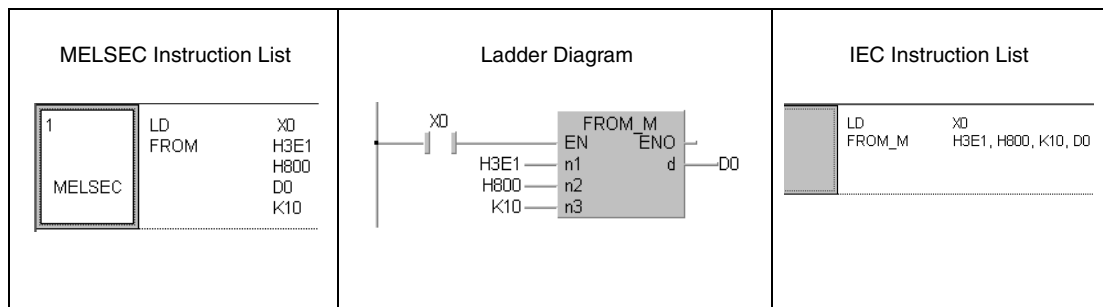 MELSEC Instruction List
1
MELSEC
LD X0
FROM H3E1
H800
D0
K10
Ladder Diagram
X0
FROM_M
EN ENO
H3E1 n1 d D0
H800 n2
K10 n3
IEC Instruction List
LD X0
FROM_M H3E1, H800, K10, D0